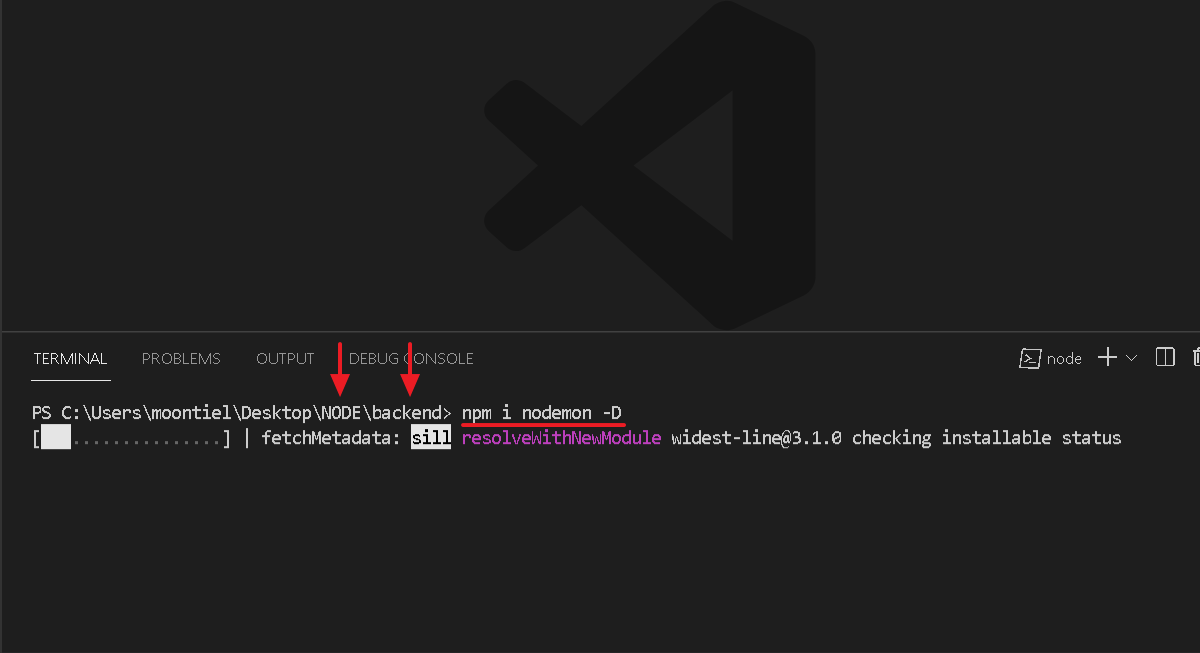 TERMINAL PROBLEMS OUTPUT DEBUG CONSOLE node
PS C:\Users\moontiel\Desktop\NODE\backend> npm i nodemon -D
[ ...............] | fetchMetadata: sill resolveWithNewModule widest-line@3.1.0 checking installable status